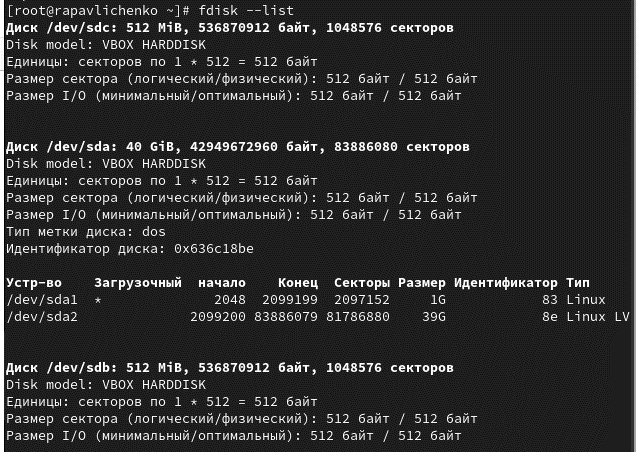 [root@rapavlichenko ~]# fdisk --list
Диск /dev/sdc: 512 MiB, 536870912 байт, 1048576 секторов
Disk model: VBOX HARDDISK
Единицы: секторов по 1 * 512 = 512 байт
Размер сектора (логический/физический): 512 байт / 512 байт
Размер I/O (минимальный/оптимальный): 512 байт / 512 байт
Диск /dev/sda: 40 GiB, 42949672960 байт, 83886080 секторов
Disk model: VBOX HARDDISK
Единицы: секторов по 1 * 512 = 512 байт
Размер сектора (логический/физический): 512 байт / 512 байт
Размер I/O (минимальный/оптимальный): 512 байт / 512 байт
Тип метки диска: dos
Идентификатор диска: 0x636c18be
Устр-во Загрузочный начало Конец Секторы Размер Идентификатор Тип
/dev/sda1 * 2048 2099199 2097152 1G 83 Linux
/dev/sda2 2099200 83886079 81786880 39G 8e Linux LV
Диск /dev/sdb: 512 MiB, 536870912 байт, 1048576 секторов
Disk model: VBOX HARDDISK
Единицы: секторов по 1 * 512 = 512 байт
Размер сектора (логический/физический): 512 байт / 512 байт
Размер I/O (минимальный/оптимальный): 512 байт / 512 байт